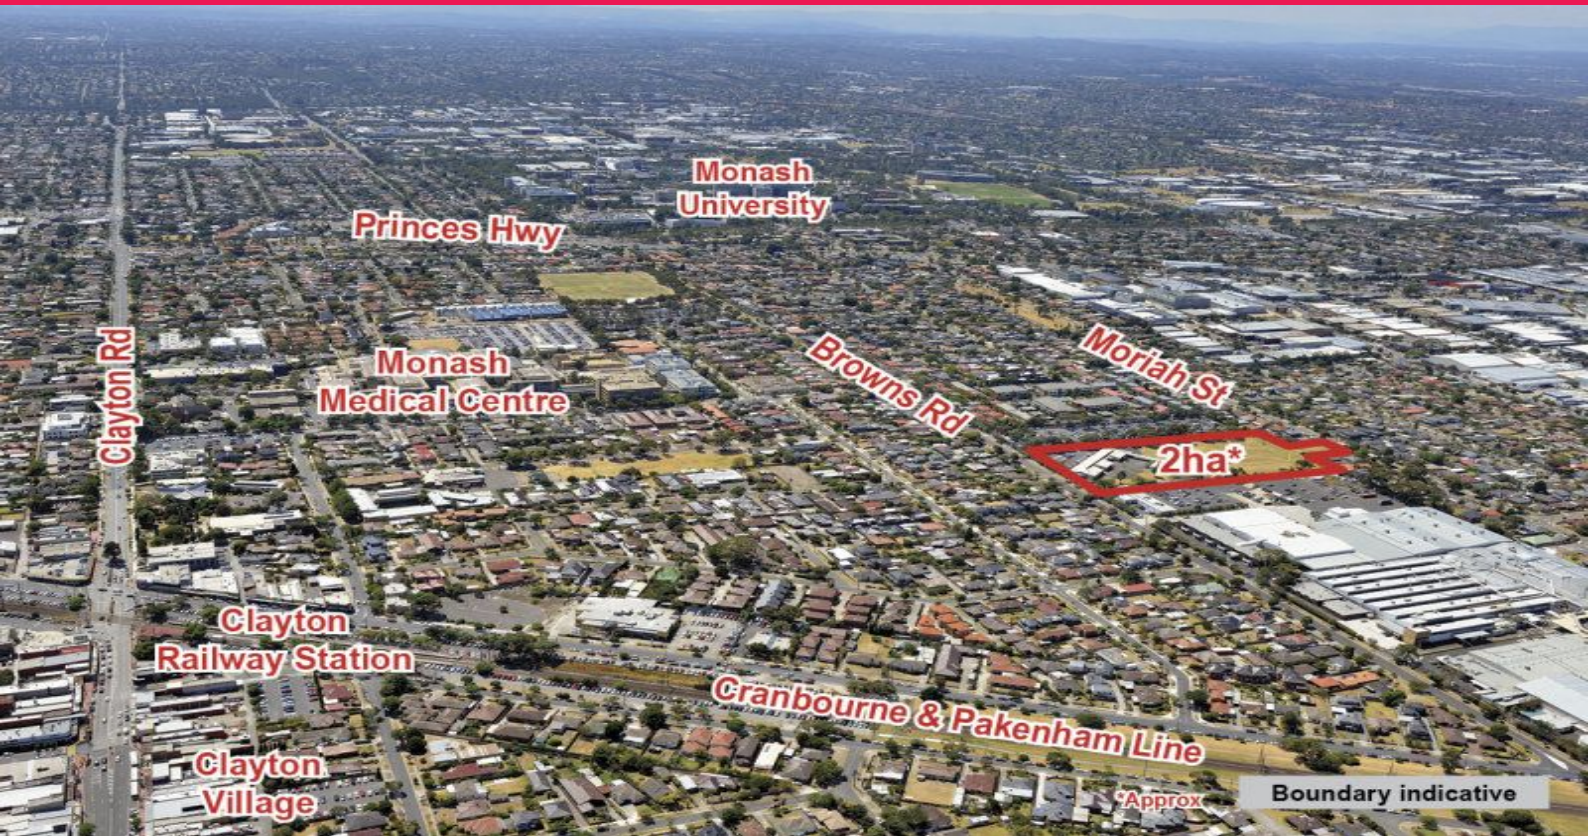 Monash
University
Princes Hwy
Clayton Rd
Monash
Medical Centre
Browns Rd
Moriah St
2ha*
Clayton
Railway Station
Cranbourne & Pakenham Line
Clayton
Village
*Approx
Boundary indicative